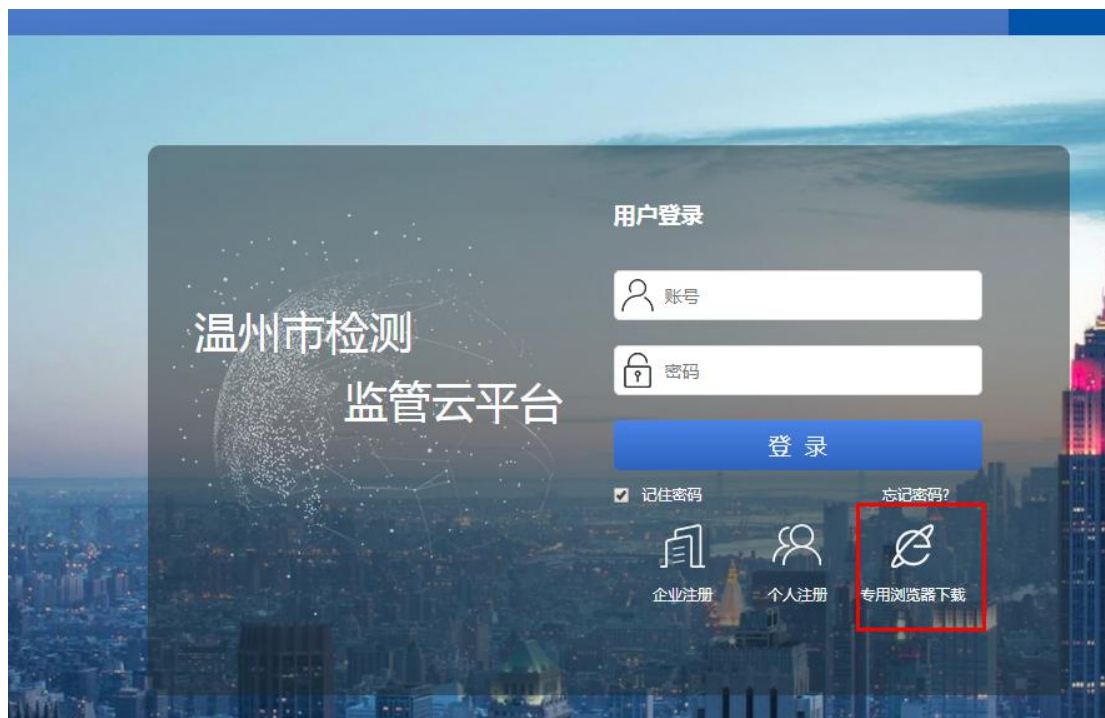 温州市检测
监管云平台
用户登录
账号
密码
登 录
记住密码
忘记密码?
企业注册
个人注册
专用浏览器下载